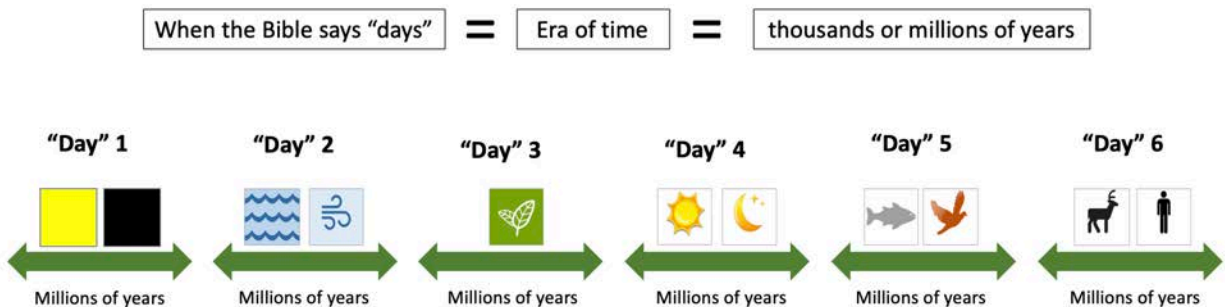 When the Bible says “days” = Era of time = thousands or millions of years
“Day” 1 “Day” 2 “Day” 3 “Day” 4 “Day” 5 “Day” 6
Millions of years Millions of years Millions of years Millions of years Millions of years Millions of years